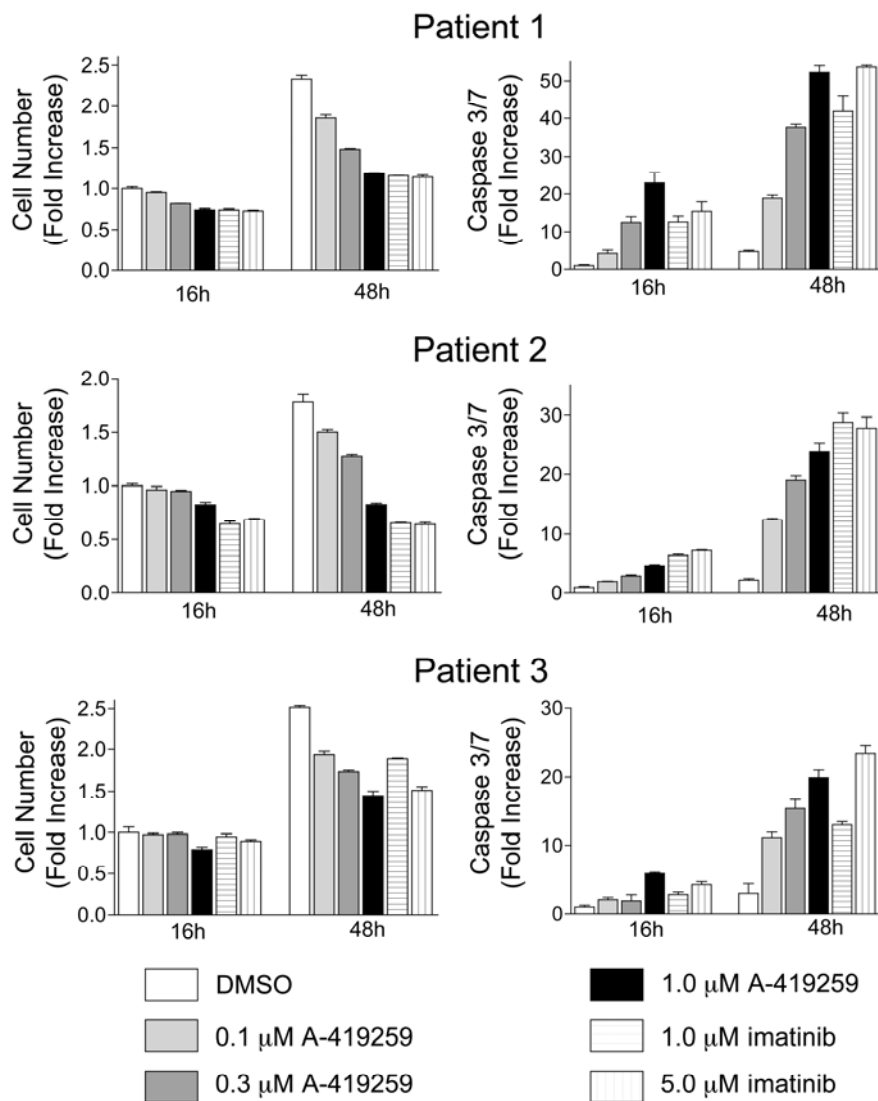 Patient 1
Cell Number
(Fold Increase)
2.5
2.0
1.5
1.0
0.5
0.0
16h
48h
Caspase 3/7
(Fold Increase)
50
40
30
20
10
0
16h
48h
Patient 2
Cell Number
(Fold Increase)
2.0
1.5
1.0
0.5
0.0
16h
48h
Caspase 3/7
(Fold Increase)
30
20
10
0
16h
48h
Patient 3
Cell Number
(Fold Increase)
2.5
2.0
1.5
1.0
0.5
0.0
16h
48h
Caspase 3/7
(Fold Increase)
30
20
10
0
16h
48h
DMSO
0.1 μM A-419259
0.3 μM A-419259
1.0 μM A-419259
1.0 μM imatinib
5.0 μM imatinib